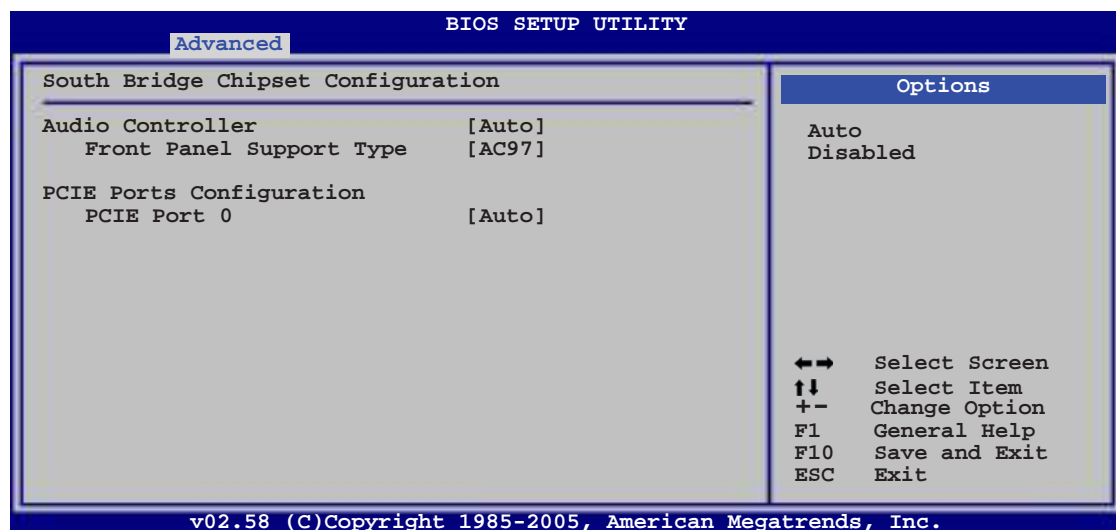 BIOS SETUP UTILITY
Advanced
South Bridge Chipset Configuration
Audio Controller [Auto]
Front Panel Support Type [AC97]
PCIE Ports Configuration
PCIE Port 0 [Auto]
Options
Auto
Disabled
←→ Select Screen
↑↓ Select Item
+- Change Option
F1 General Help
F10 Save and Exit
ESC Exit
v02.58 (C)Copyright 1985-2005, American Megatrends, Inc.